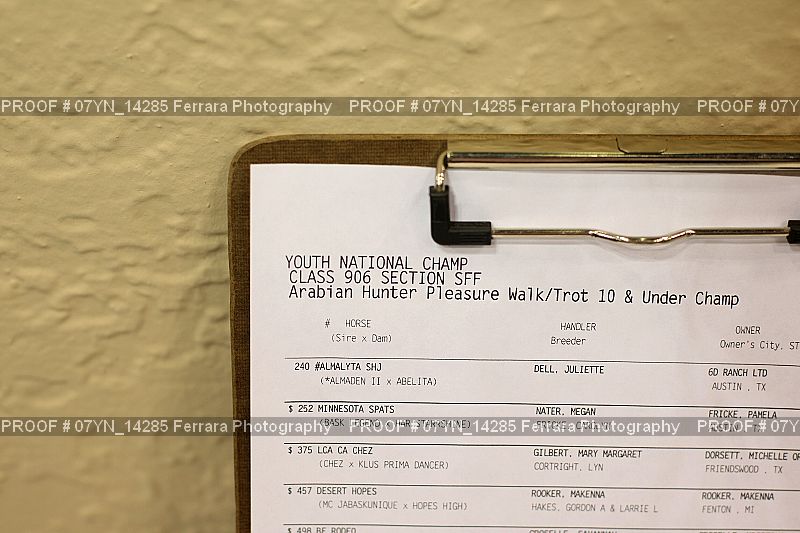 PROOF # 07YN_14285 Ferrara Photography PROOF # 07YN_14285 Ferrara Photography PROOF # 07Y
YOUTH NATIONAL CHAMP
CLASS 906 SECTION SFF
Arabian Hunter Pleasure Walk/Trot 10 & Under Champ
# HORSE HANDLER OWNER
(Sire x Dam) Breeder Owner's City, ST
240 #ALMALYTA SHJ DELL, JULIETTE 6D RANCH LTD
(*ALMADEN II x ABELITA) AUSTIN , TX
$ 252 MINNESOTA SPATS NATER, MEGAN FRICKE, PAMELA
PROOF # 07YN_14285 Ferrara Photography PROOF # 07YN_14285 Ferrara Photography PROOF # 07Y
$ 375 LCA CA CHEZ GILBERT, MARY MARGARET DORSETT, MICHELLE
(CHEZ x KLUS PRIMA DANCER) CORTRIGHT, LYN FRIENDSWOOD , TX
$ 457 DESERT HOPES ROOKER, MAKENNA ROOKER, MAKENNA
(MC JABASKUNIQUE x HOPES HIGH) HAKES, GORDON A & LARRIE L FENTON , MI
$ 498 BE RODEO